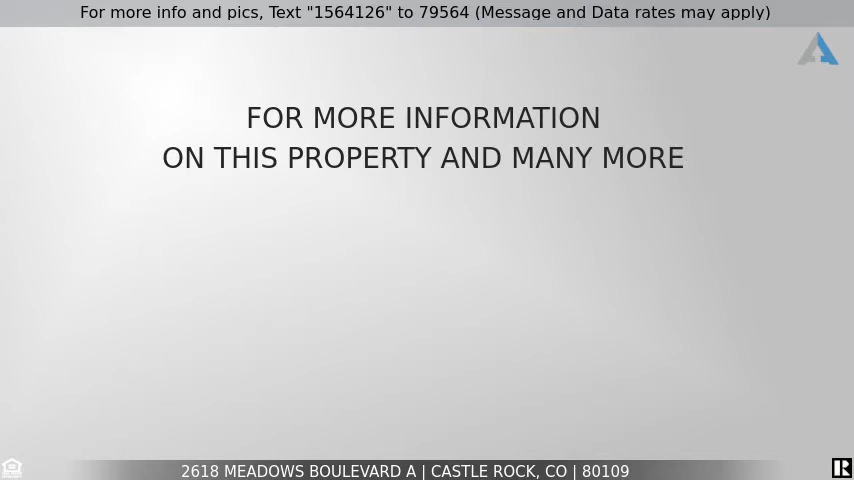 For more info and pics, Text "1564126" to 79564 (Message and Data rates may apply)
FOR MORE INFORMATION
ON THIS PROPERTY AND MANY MORE
2618 MEADOWS BOULEVARD A | CASTLE ROCK, CO | 80109